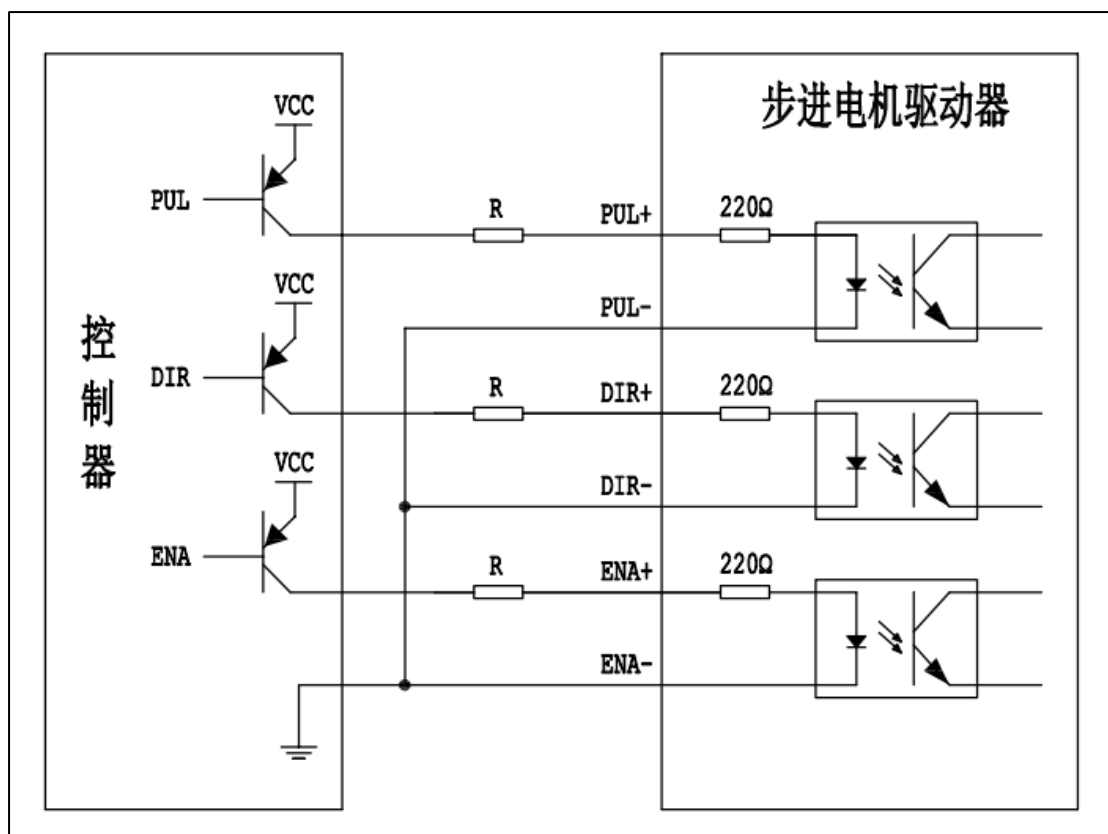 步进电机驱动器
VCC
PUL
R
PUL+
220Ω
PUL-
VCC
控制器
DIR
R
DIR+
220Ω
DIR-
VCC
ENA
R
ENA+
220Ω
ENA-